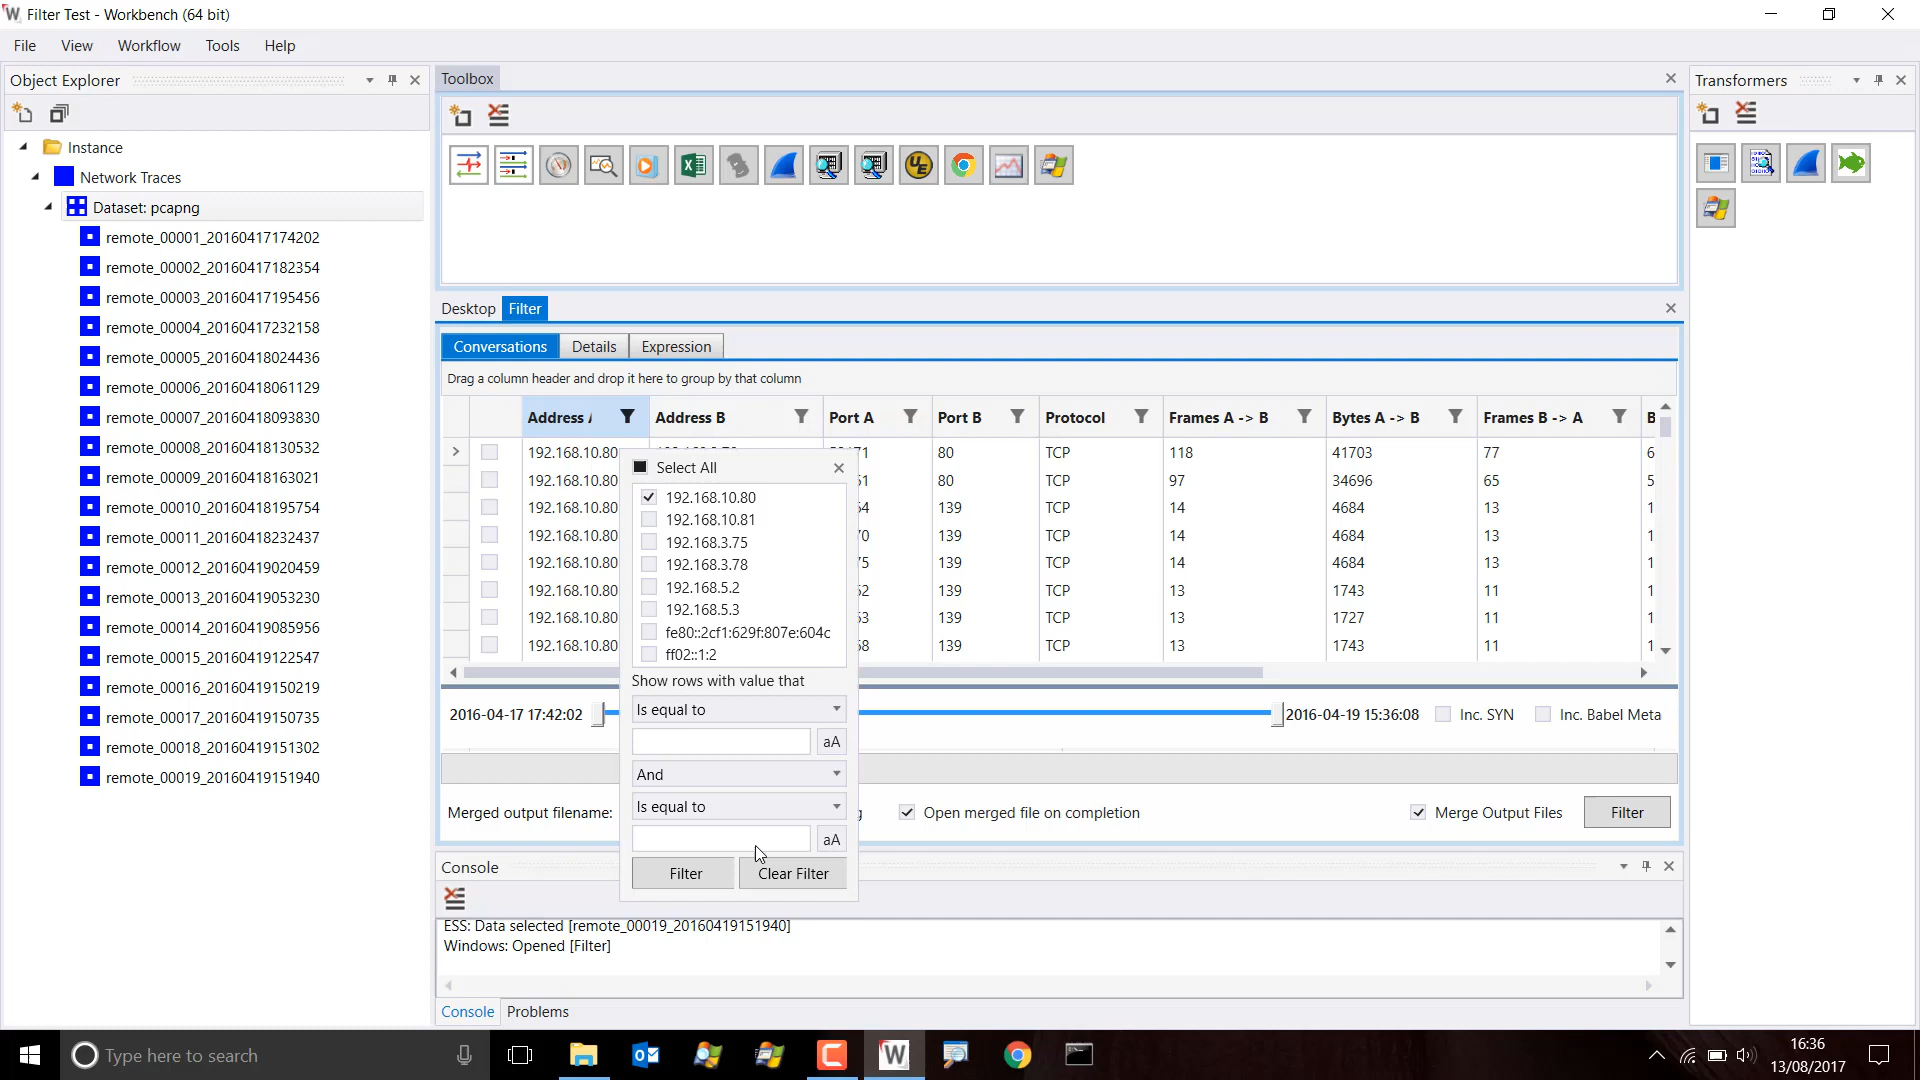 Filter Test - Workbench (64 bit)
File View Workflow Tools Help
Object Explorer
Instance
Network Traces
Dataset: pcapng
remote_00001_20160417174202
remote_00002_20160417182354
remote_00003_20160417195456
remote_00004_20160417232158
remote_00005_20160418024436
remote_00006_20160418061129
remote_00007_20160418093830
remote_00008_20160418130532
remote_00009_20160418163021
remote_00010_20160418195754
remote_00011_20160418232437
remote_00012_20160419020459
remote_00013_20160419053230
remote_00014_20160419085956
remote_00015_20160419122547
remote_00016_20160419150219
remote_00017_20160419150735
remote_00018_20160419151302
remote_00019_20160419151940
Toolbox
Desktop Filter
Conversations Details Expression
Drag a column header and drop it here to group by that column
Address Address B Port A Port B Protocol Frames A -> B Bytes A -> B Frames B -> A
192.168.10.80 80 TCP 118 41703 77
192.168.10.80 80 TCP 97 34696 65
192.168.10.80 139 TCP 14 4684 13
192.168.10.80 139 TCP 14 4684 13
192.168.10.80 139 TCP 14 4684 13
192.168.10.80 139 TCP 13 1743 11
192.168.10.80 139 TCP 13 1727 11
192.168.10.80 139 TCP 13 1743 11
Select All
192.168.10.80
192.168.10.81
192.168.3.75
192.168.3.78
192.168.5.2
192.168.5.3
fe80::2cf1:629f:807e:604c
ff02::1:2
Show rows with value that
Is equal to
aA
And
Is equal to
aA
Filter Clear Filter
2016-04-17 17:42:02 2016-04-19 15:36:08 Inc. SYN Inc. Babel Meta
Merged output filename: Open merged file on completion Merge Output Files Filter
Console
ESS: Data selected [remote_00019_20160419151940]
Windows: Opened [Filter]
Console Problems
Transformers
Type here to search
16:36
13/08/2017